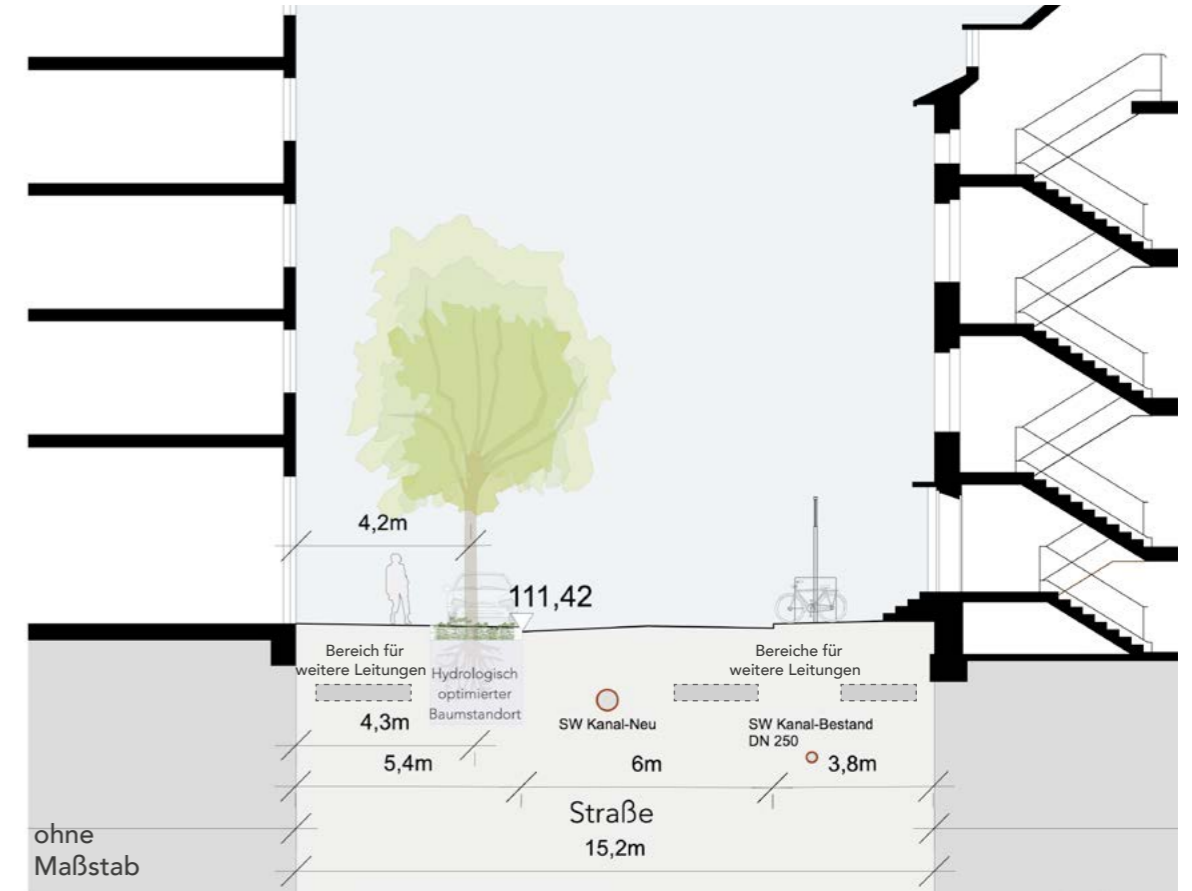 4,2m
111,42
Bereich für
weitere Leitungen
Hydrologisch
optimierter
Baumstandort
Bereiche für
weitere Leitungen
4,3m
SW Kanal-Neu
SW Kanal-Bestand
DN 250
5,4m
6m
3,8m
Straße
15,2m
ohne
Maßstab